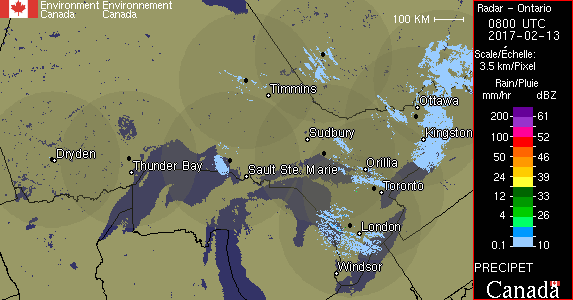 Environment Environnement
Canada Canada
100 KM
Timmins
Ottawa
Sudbury
Kingston
Dryden
Thunder Bay
Sault Ste. Marie
Orillia
Toronto
London
Windsor
Radar - Ontario
0800 UTC
2017-02-13
Scale/Échelle:
3.5 km/Pixel
Rain/Pluie
mm/hr dBZ
200 61
100 52
50 46
24 39
12 33
4 26
0.1 10
PRECIPET
Canada